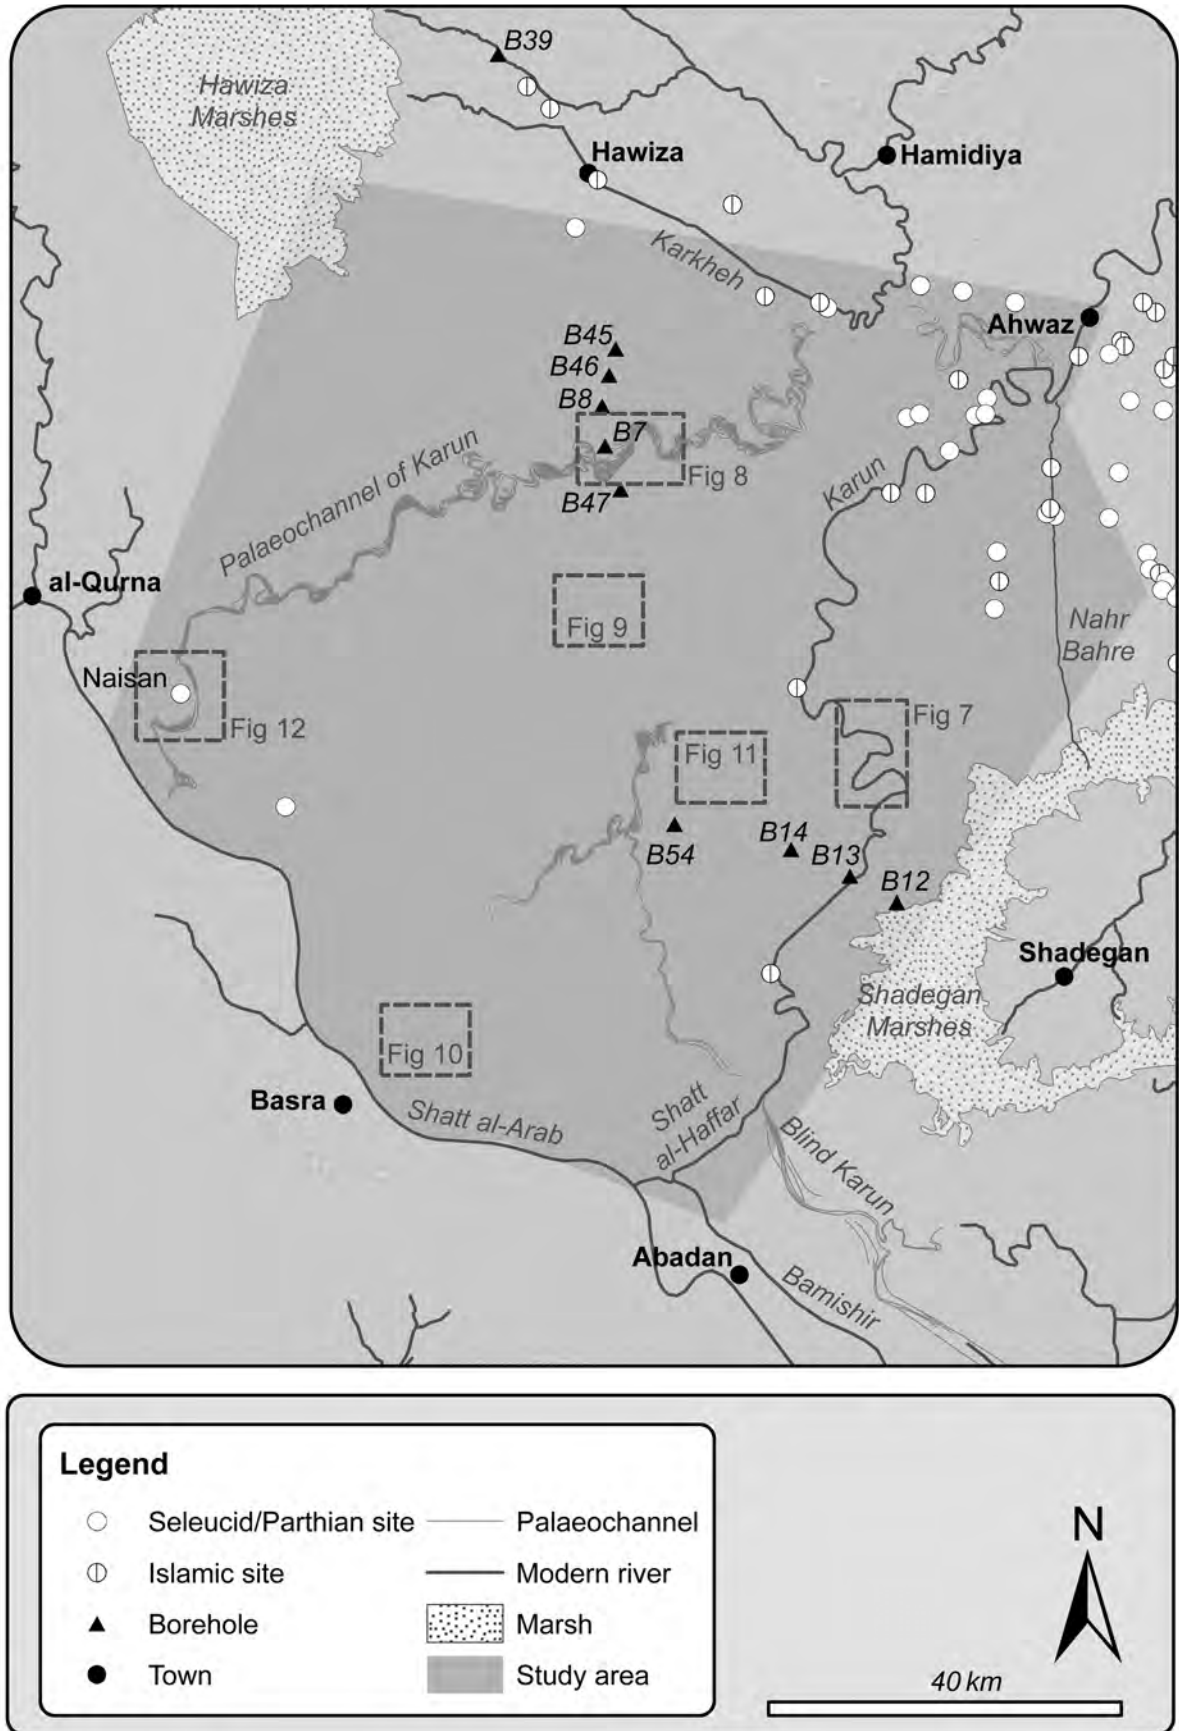 B39
Hawiza
Marshes
Hawiza
Hamidiya
Karkheh
Ahwaz
B45
B46
B8
B7
Fig 8
B47
Palaeochannel of Karun
Karun
al-Qurna
Fig 9
Nahr
Bahre
Naisan
Fig 12
Fig 7
Fig 11
B54
B14
B13
B12
Shadegan
Shadegan
Marshes
Fig 10
Basra
Shatt al-Arab
Shatt
al-Haffar
Blind Karun
Abadan
Bamishir
Legend
Seleucid/Parthian site
Palaeochannel
Islamic site
Modern river
Borehole
Marsh
Town
Study area
N
40 km